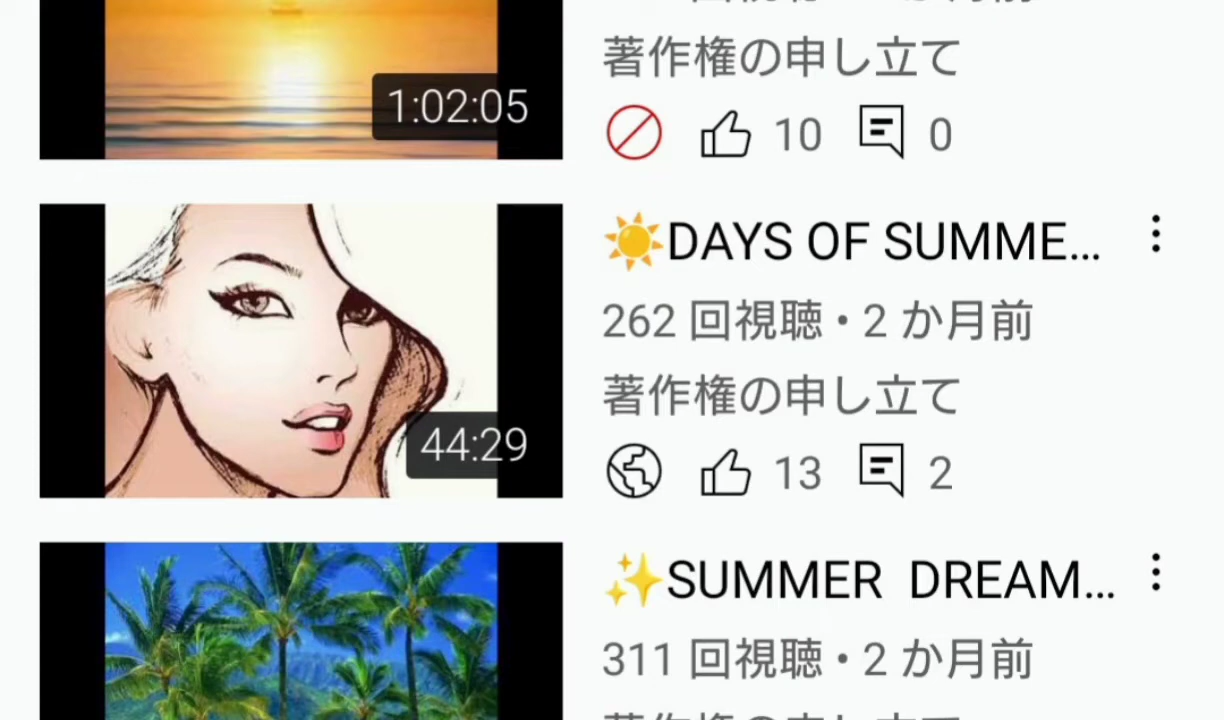 著作権の申し立て
1:02:05
10
0
DAYS OF SUMME...
262 回視聴・2 か月前
著作権の申し立て
44:29
13
2
SUMMER DREAM...
311 回視聴・2 か月前